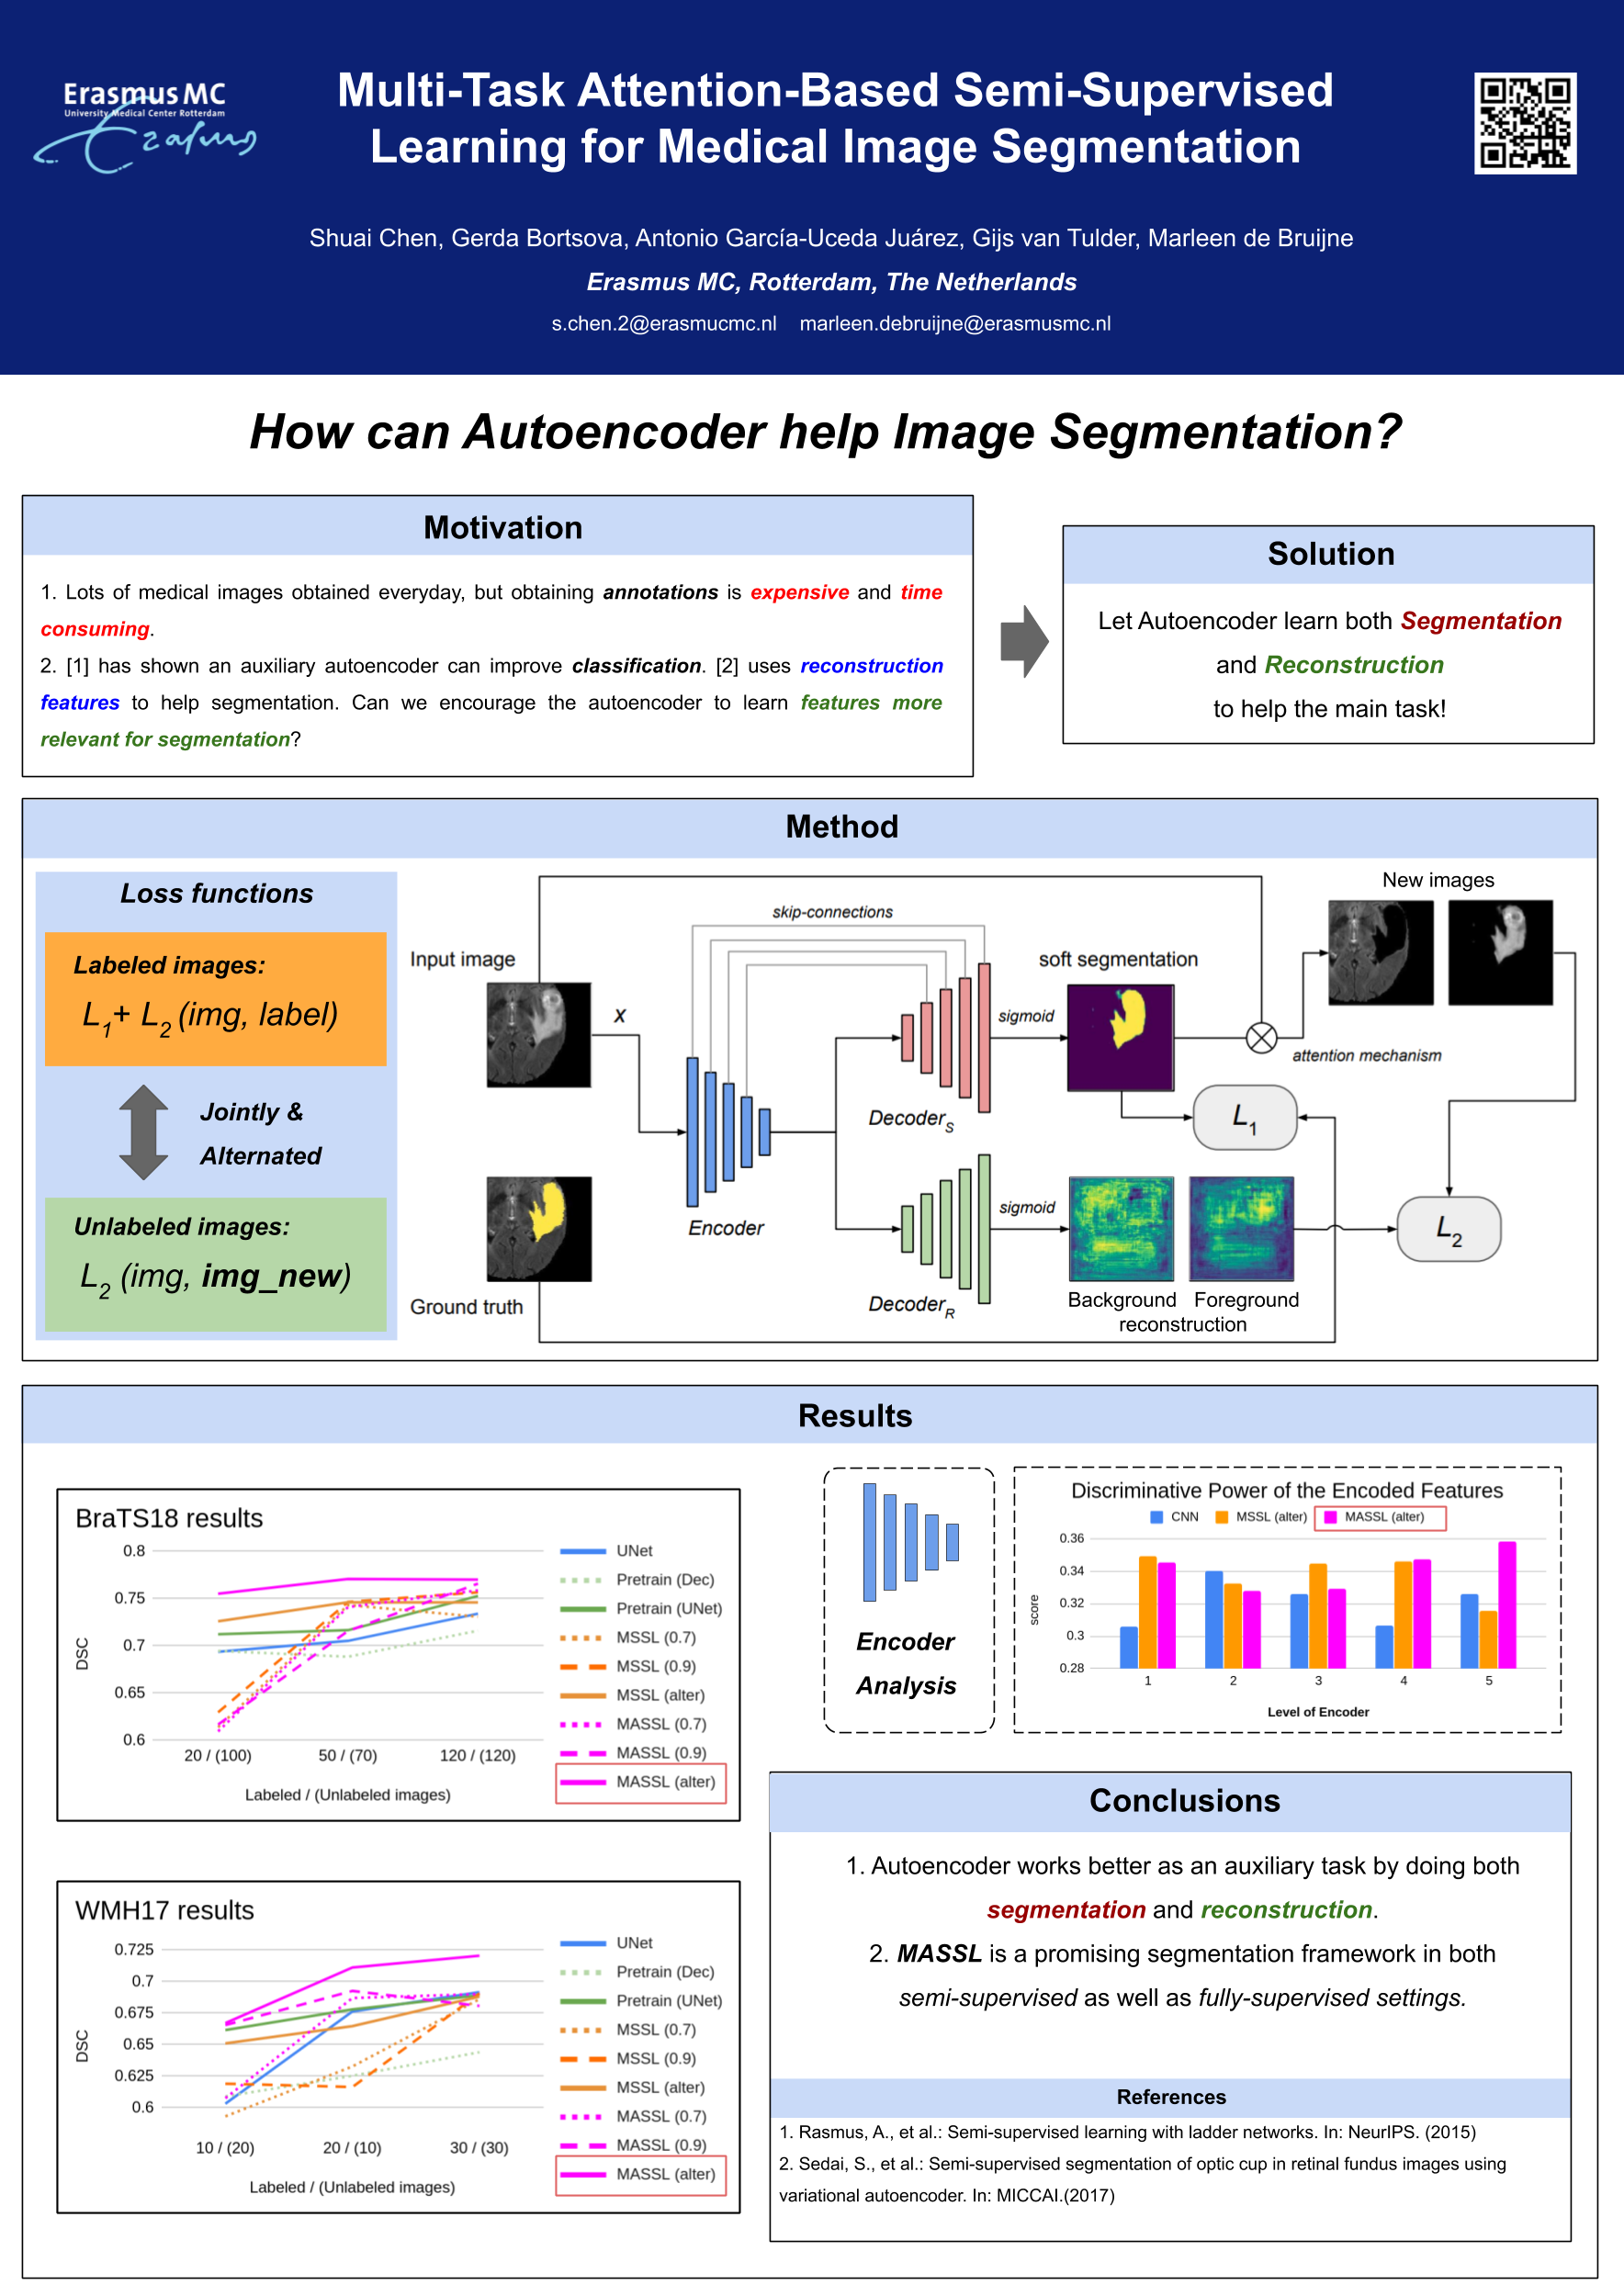 Erasmus MC
University Medical Center Rotterdam
Erasmus
Multi-Task Attention-Based Semi-Supervised
Learning for Medical Image Segmentation
Shuai Chen, Gerda Bortsova, Antonio García-Uceda Juárez, Gijs van Tulder, Marleen de Bruijne
Erasmus MC, Rotterdam, The Netherlands
s.chen.2@erasmucmc.nl marleen.debruijne@erasmusmc.nl
How can Autoencoder help Image Segmentation?
Motivation
1. Lots of medical images obtained everyday, but obtaining annotations is expensive and time
consuming.
2. [1] has shown an auxiliary autoencoder can improve classification. [2] uses reconstruction
features to help segmentation. Can we encourage the autoencoder to learn features more
relevant for segmentation?
Solution
Let Autoencoder learn both Segmentation
and Reconstruction
to help the main task!
Method
Loss functions
Labeled images:
L1+ L2 (img, label)
Jointly &
Alternated
Unlabeled images:
L2 (img, img_new)
Input image
x
Ground truth
skip-connections
Encoder
DecoderS
DecoderR
sigmoid
sigmoid
soft segmentation
Background Foreground
reconstruction
New images
attention mechanism
L1
L2
Results
BraTS18 results
0.8
0.75
0.7
0.65
0.6
DSC
20 / (100) 50 / (70) 120 / (120)
Labeled / (Unlabeled images)
UNet
Pretrain (Dec)
Pretrain (UNet)
MSSL (0.7)
MSSL (0.9)
MSSL (alter)
MASSL (0.7)
MASSL (0.9)
MASSL (alter)
WMH17 results
0.725
0.7
0.675
0.65
0.625
0.6
DSC
10 / (20) 20 / (10) 30 / (30)
Labeled / (Unlabeled images)
UNet
Pretrain (Dec)
Pretrain (UNet)
MSSL (0.7)
MSSL (0.9)
MSSL (alter)
MASSL (0.7)
MASSL (0.9)
MASSL (alter)
Encoder
Analysis
Discriminative Power of the Encoded Features
CNN MSSL (alter) MASSL (alter)
0.36
0.34
0.32
0.3
0.28
score
1 2 3 4 5
Level of Encoder
Conclusions
1. Autoencoder works better as an auxiliary task by doing both
segmentation and reconstruction.
2. MASSL is a promising segmentation framework in both
semi-supervised as well as fully-supervised settings.
References
1. Rasmus, A., et al.: Semi-supervised learning with ladder networks. In: NeurIPS. (2015)
2. Sedai, S., et al.: Semi-supervised segmentation of optic cup in retinal fundus images using
variational autoencoder. In: MICCAI.(2017)